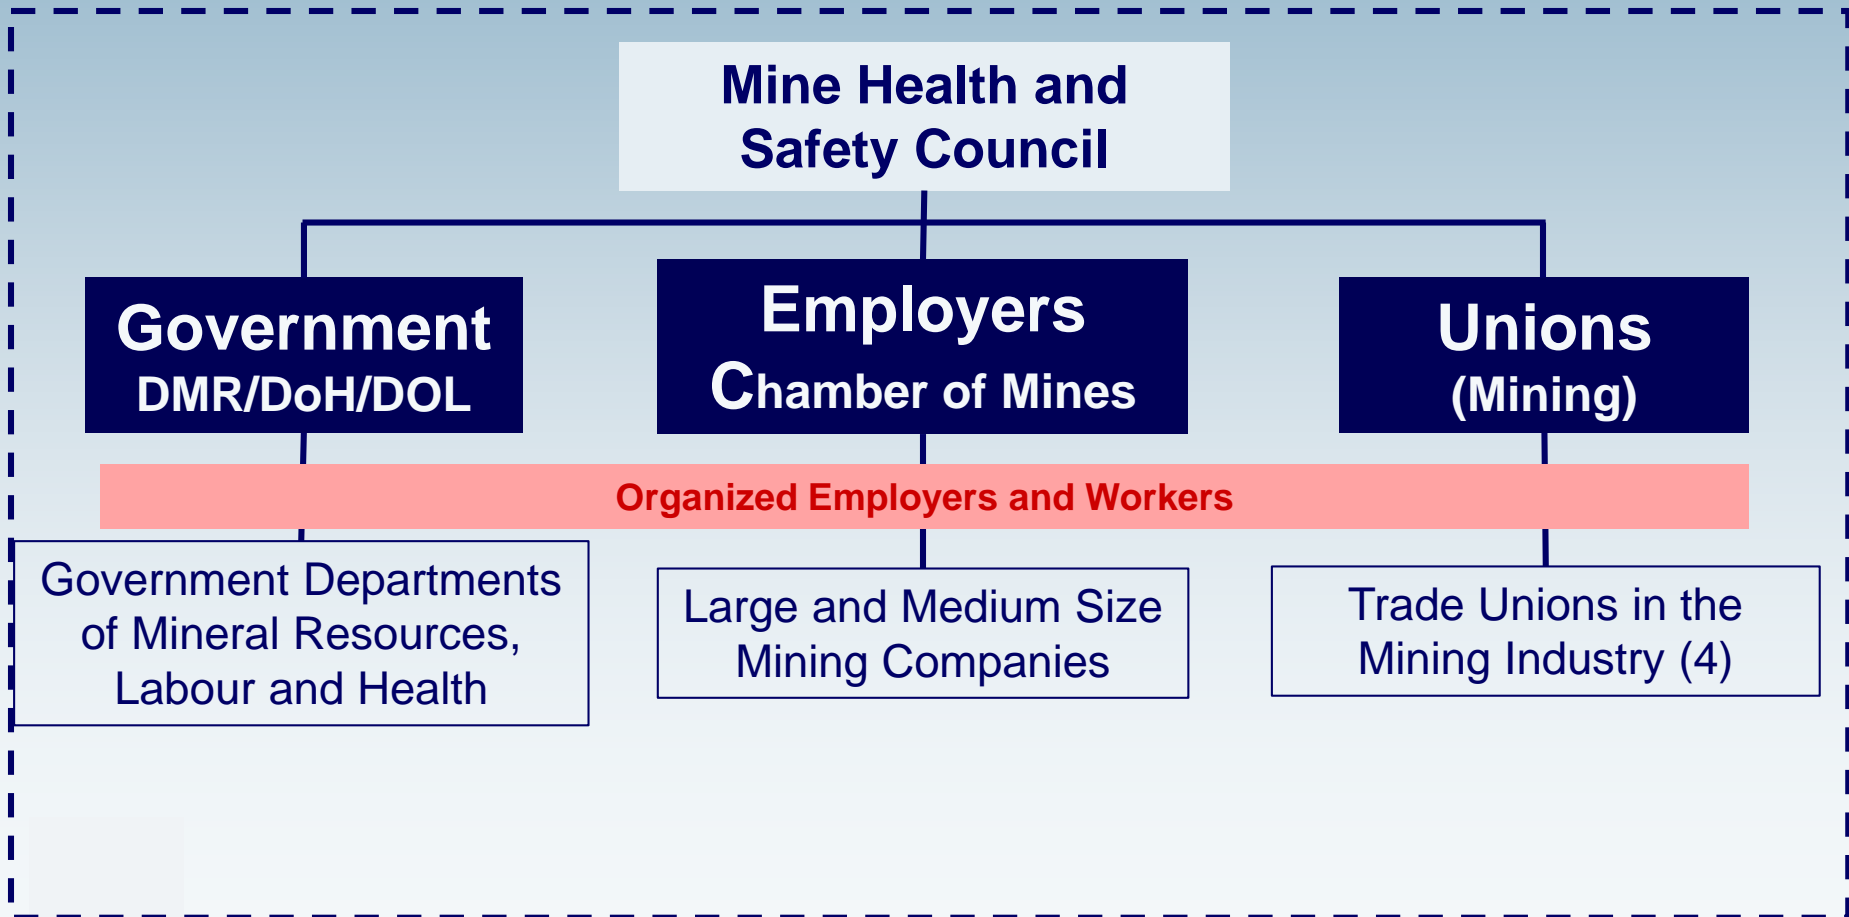 Mine Health and
Safety Council
Government
DMR/DoH/DOL
Employers
Chamber of Mines
Unions
(Mining)
Organized Employers and Workers
Government Departments
of Mineral Resources,
Labour and Health
Large and Medium Size
Mining Companies
Trade Unions in the
Mining Industry (4)